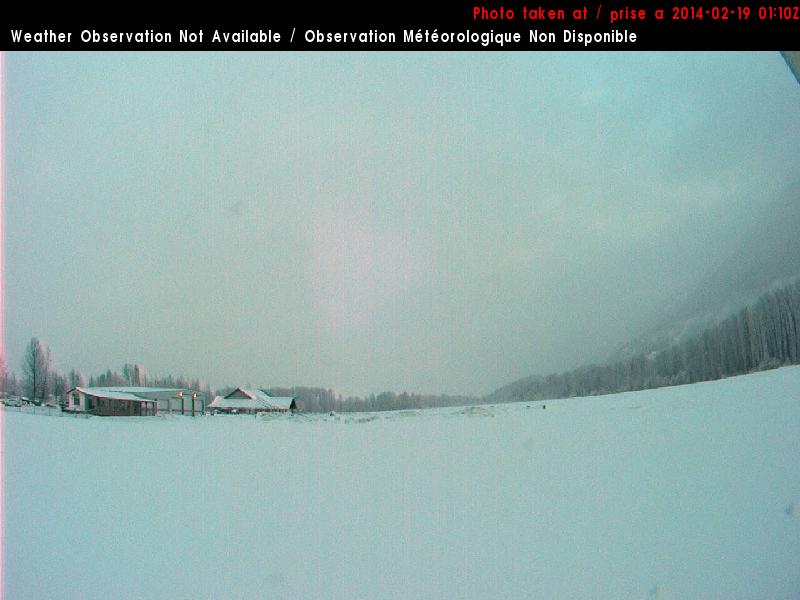 Photo taken at / prise a 2014-02-19 01:10Z
Weather Observation Not Available / Observation Météorologique Non Disponible